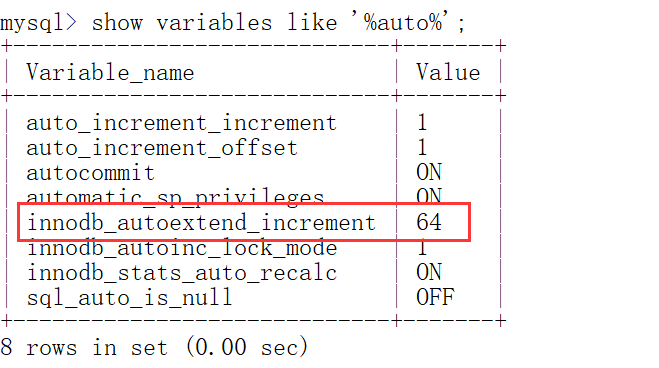 mysql> show variables like '%auto%';
+-----------------------------+-------+
| Variable_name               | Value |
+-----------------------------+-------+
| auto_increment_increment    | 1     |
| auto_increment_offset       | 1     |
| autocommit                  | ON    |
| automatic_sp_privileges     | ON    |
| innodb_autoextend_increment | 64    |
| innodb_autoinc_lock_mode    | 1     |
| innodb_stats_auto_recalc    | ON    |
| sql_auto_is_null            | OFF   |
+-----------------------------+-------+
8 rows in set (0.00 sec)